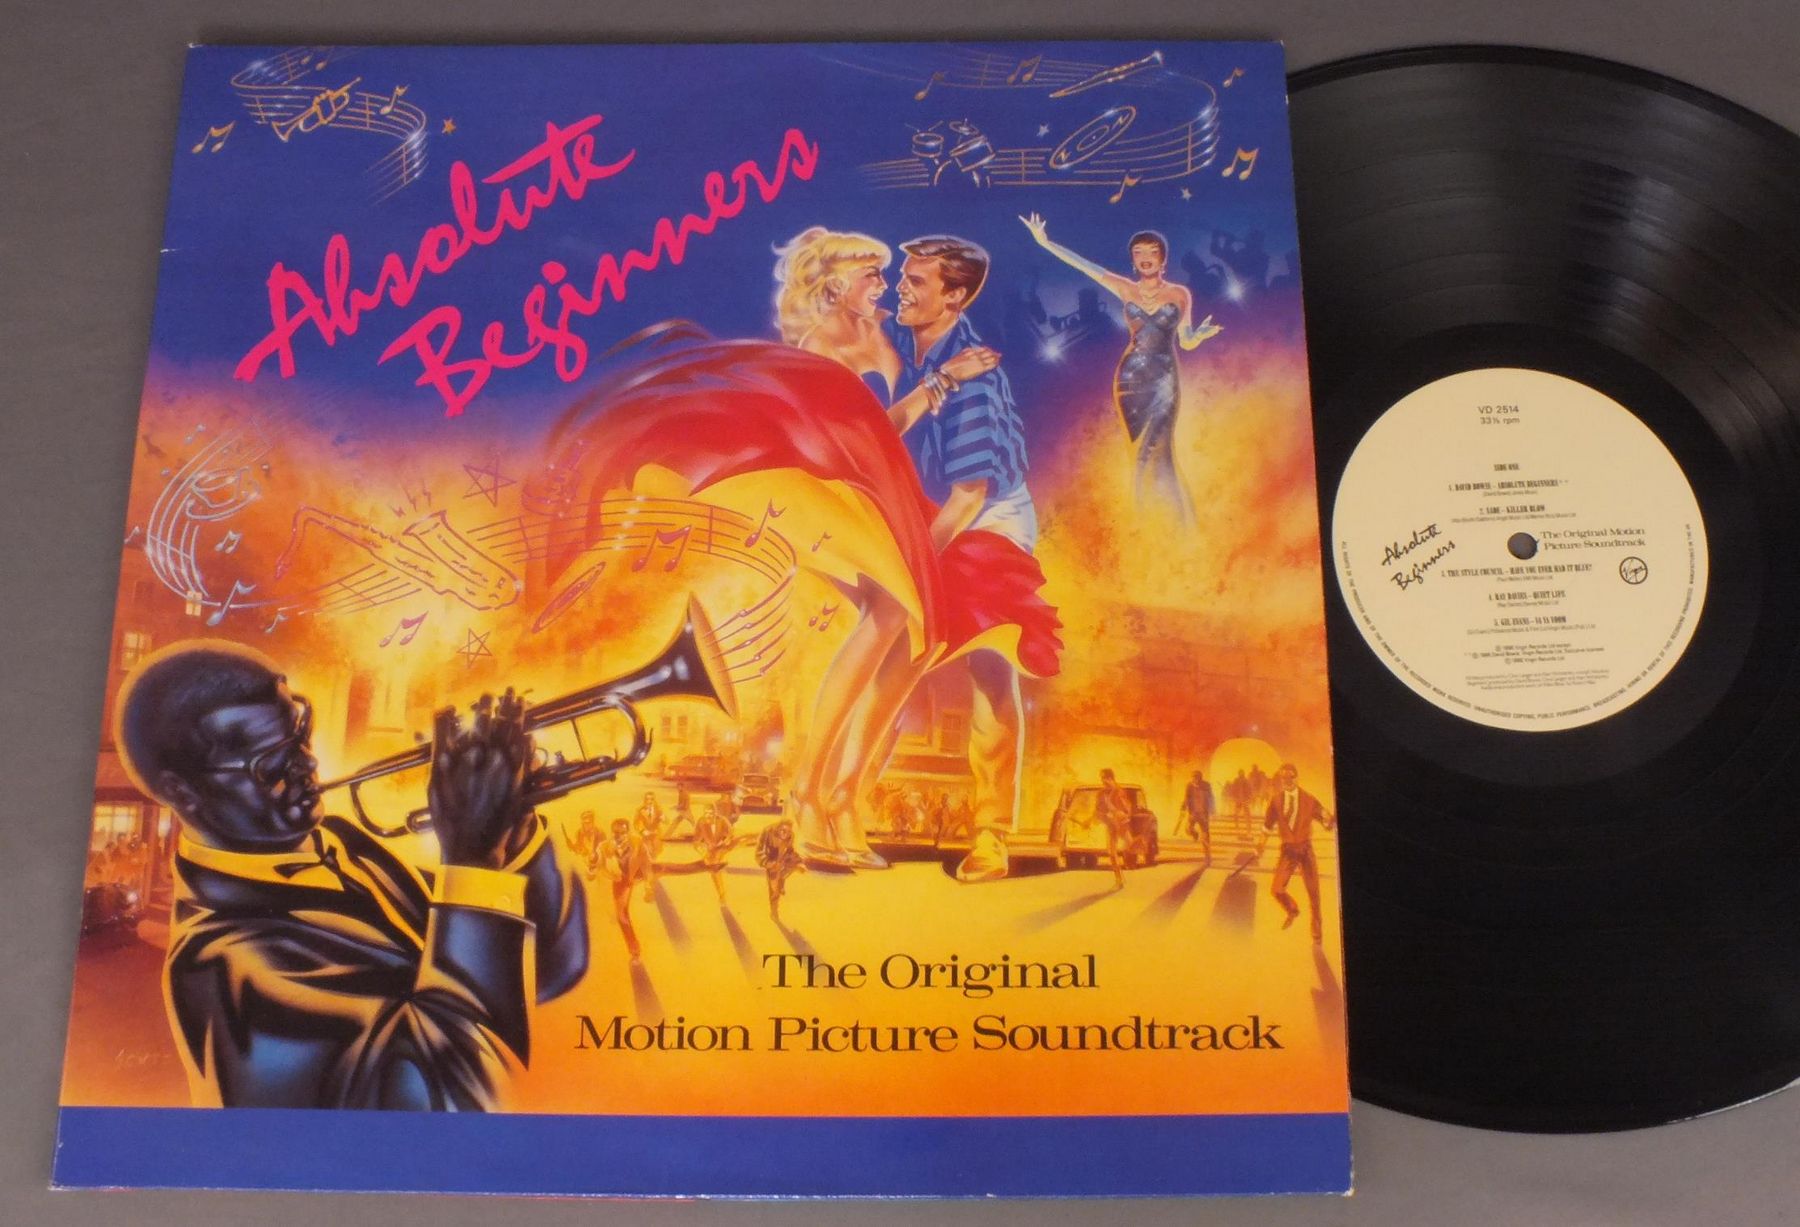 Absolute
Beginners
The Original
Motion Picture Soundtrack
VD 2514
33⅓ rpm
SIDE ONE
1. DAVID BOWIE – ABSOLUTE BEGINNERS * *
2. SADE – KILLER BLOW
Absolute
Beginners
The Original Motion
Picture Soundtrack
Virgin
3. THE STYLE COUNCIL – HAVE YOU EVER HAD IT BLUE?
4. RAY DAVIES – QUIET LIFE
5. GIL EVANS – VA VA VOOM